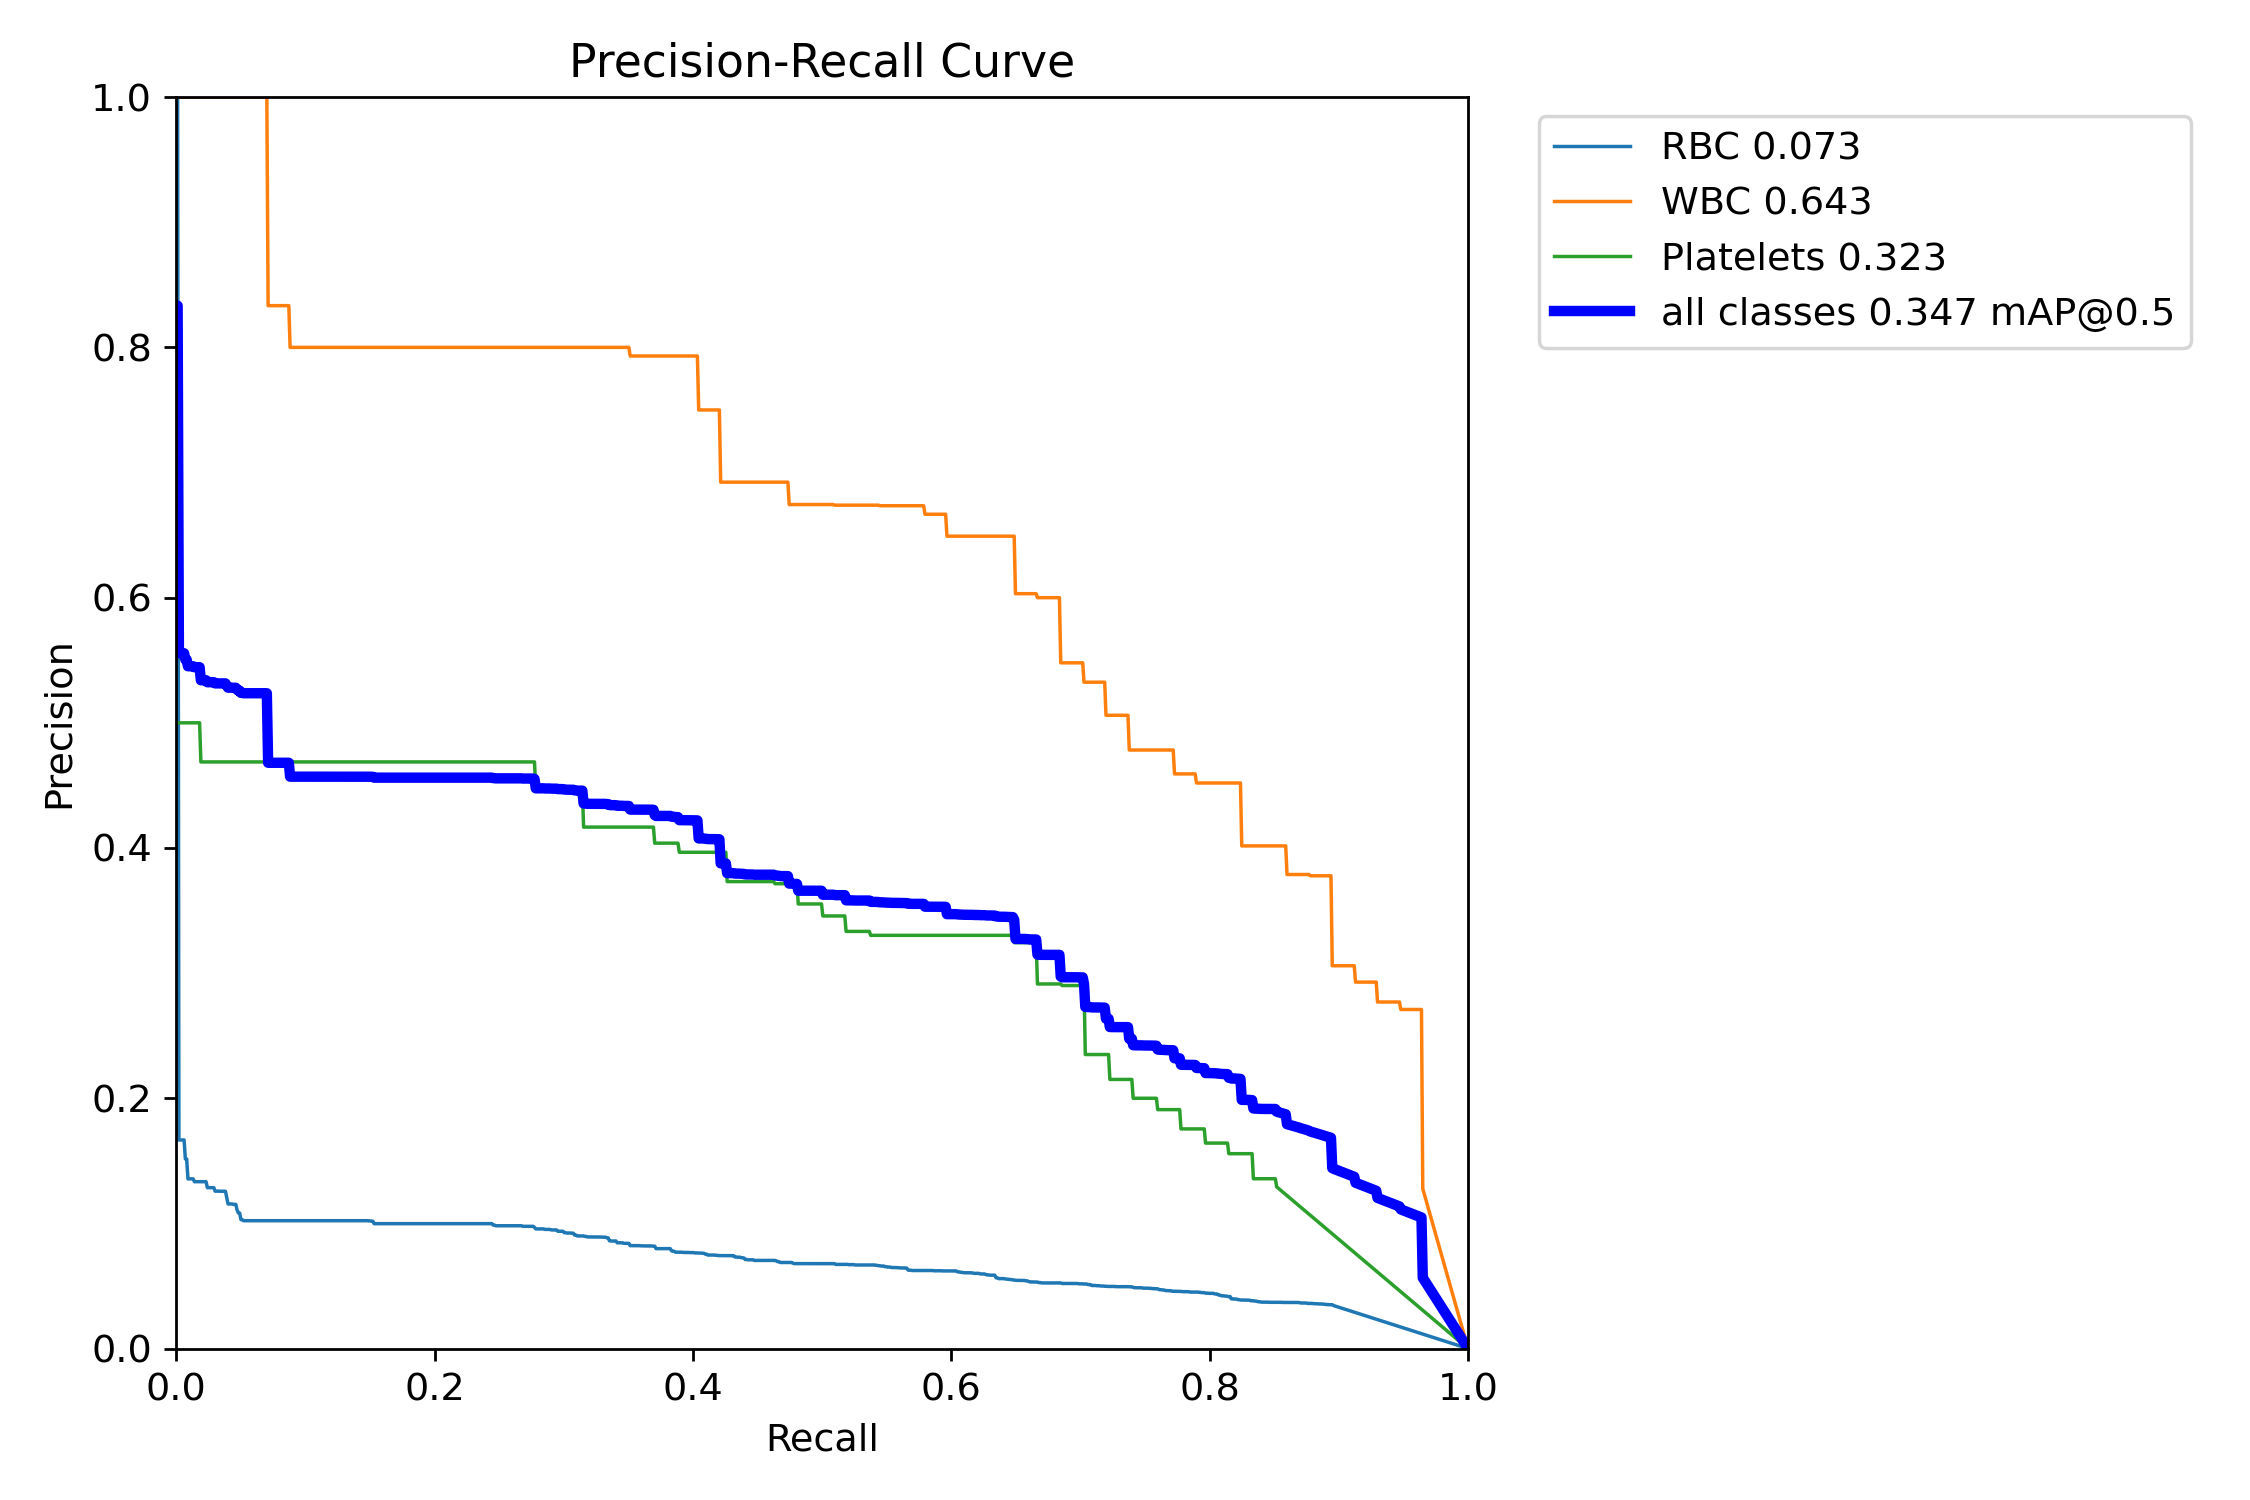 Precision-Recall Curve
1.0
0.8
0.6
0.4
0.2
0.0
Precision
0.0 0.2 0.4 0.6 0.8 1.0
Recall
RBC 0.073
WBC 0.643
Platelets 0.323
all classes 0.347 mAP@0.5